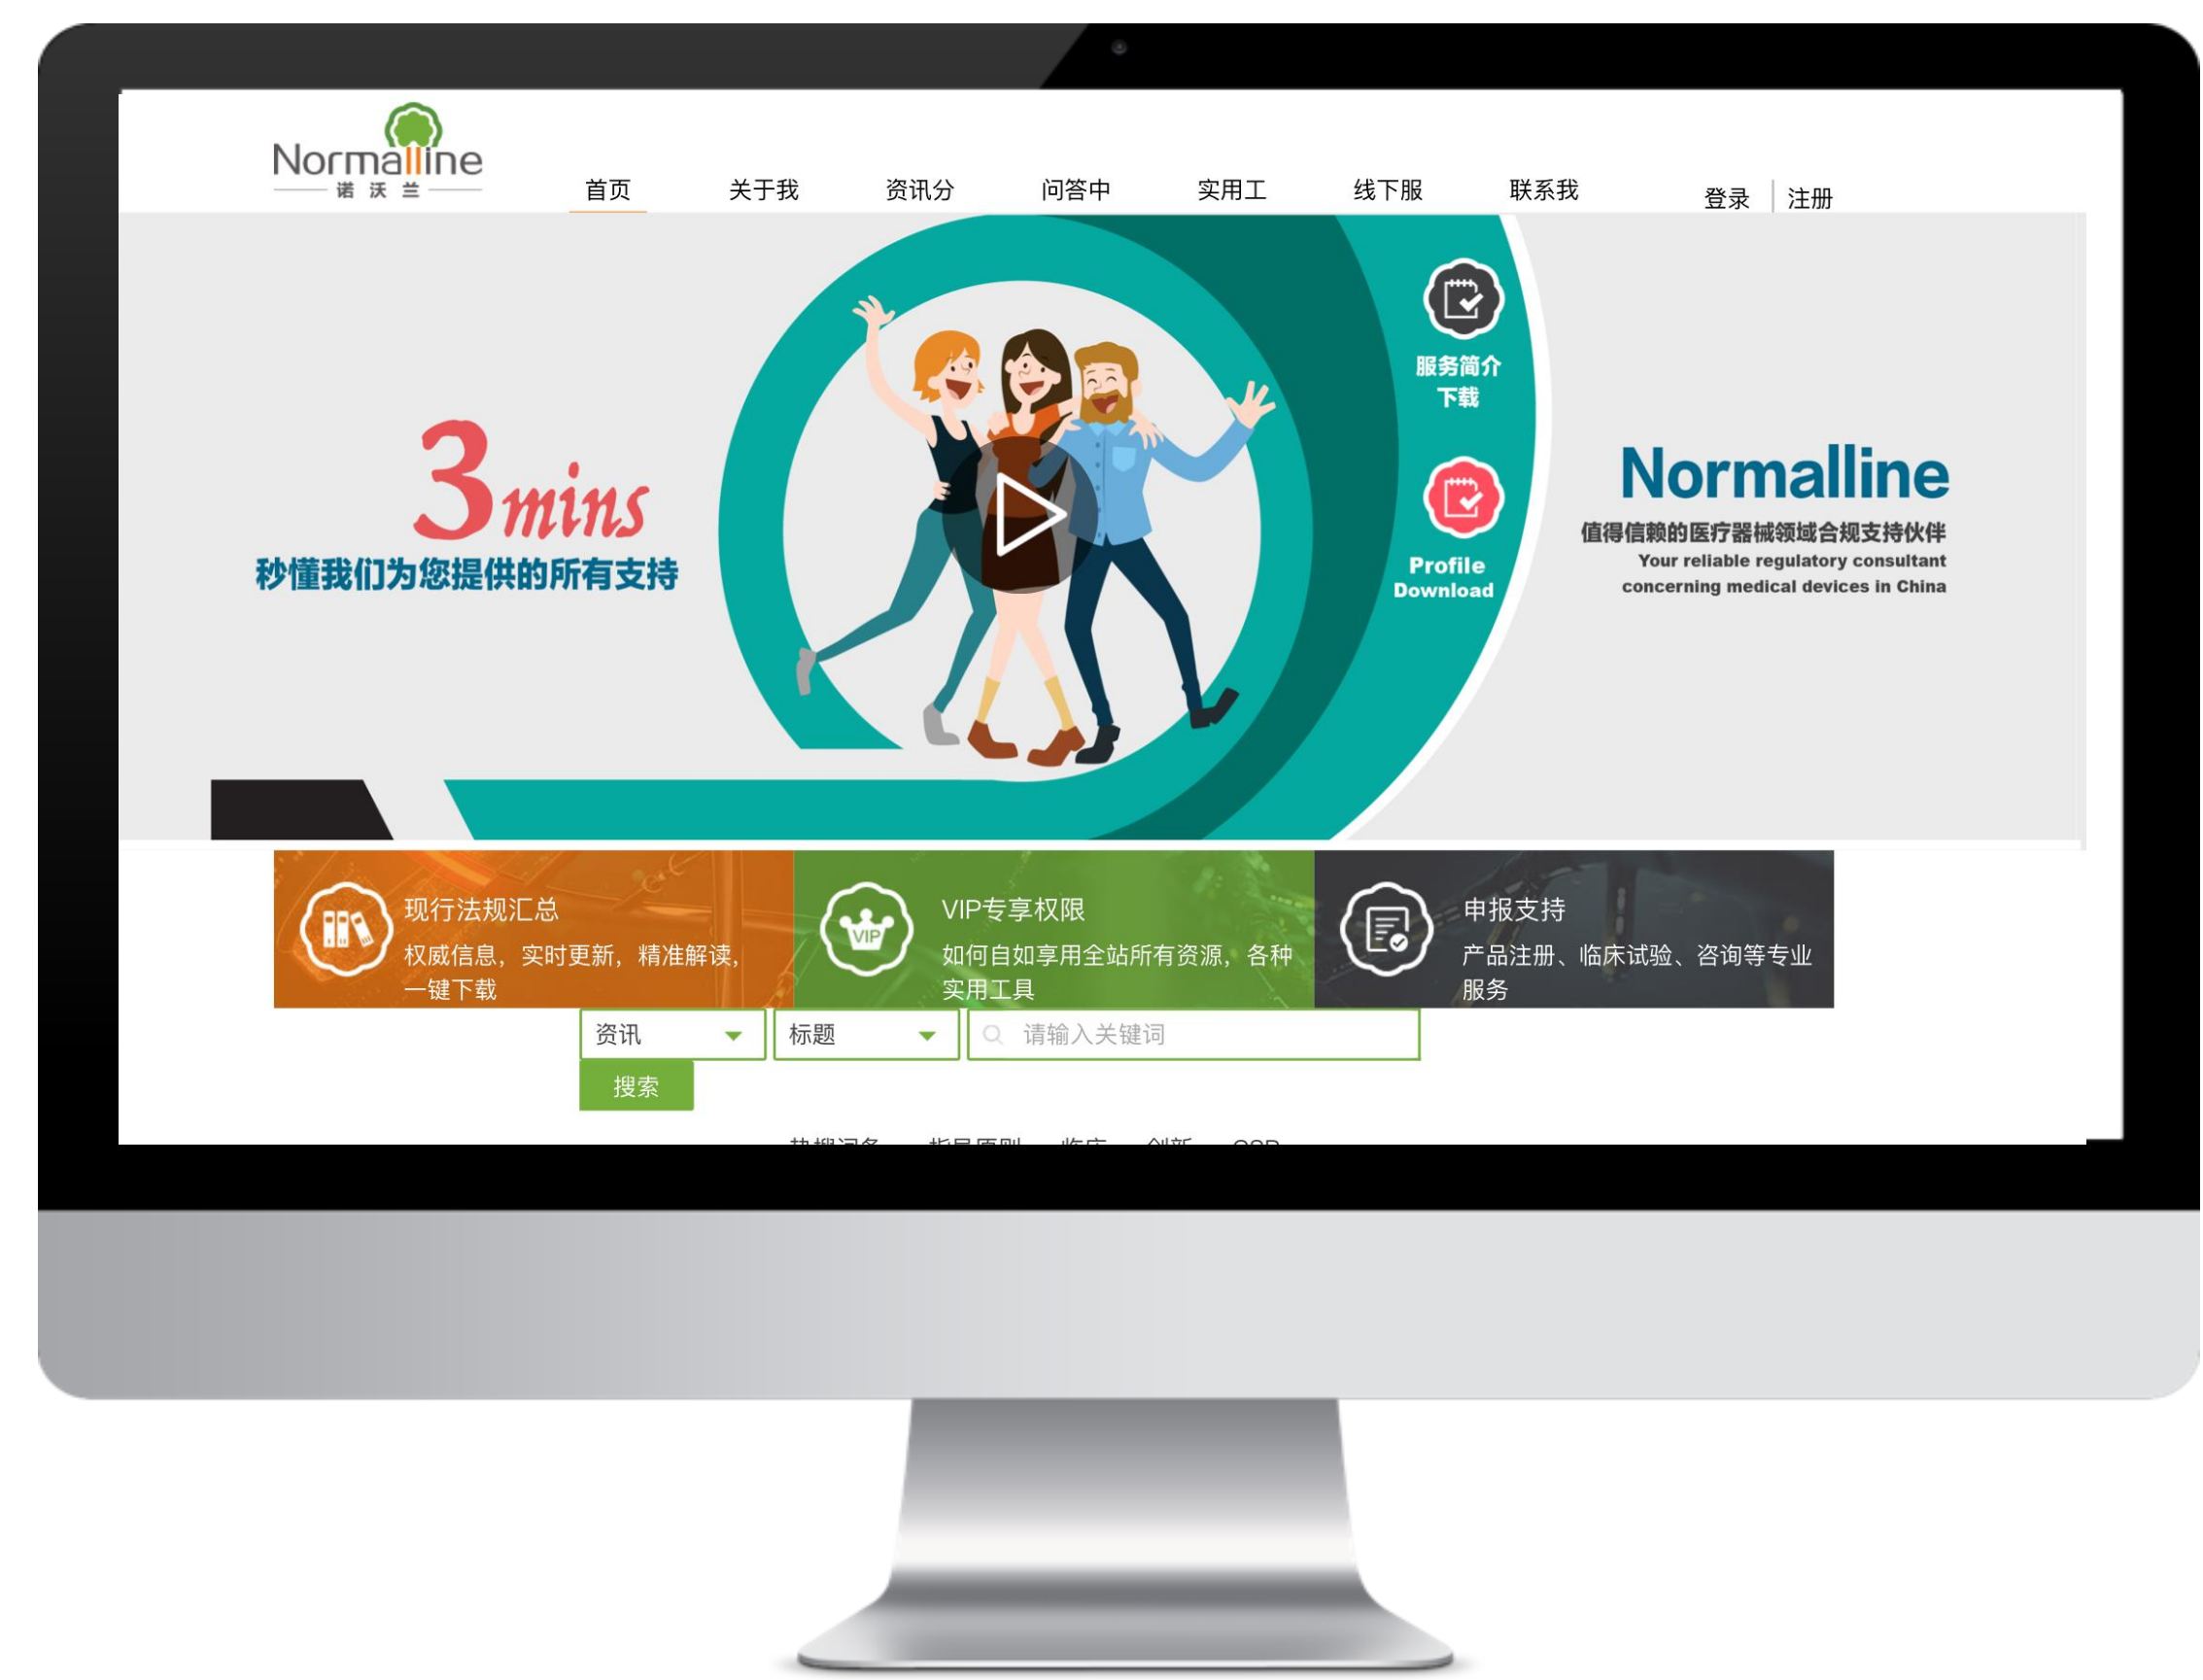 Normalline
诺沃兰
首页 关于我 资讯分 问答中 实用工 线下服 联系我 登录 注册
3mins
秒懂我们为您提供的所有支持
服务简介
下载
Profile
Download
Normalline
值得信赖的医疗器械领域合规支持伙伴
Your reliable regulatory consultant
concerning medical devices in China
现行法规汇总
权威信息，实时更新，精准解读，
一键下载
VIP
VIP专享权限
如何自如享用全站所有资源，各种
实用工具
申报支持
产品注册、临床试验、咨询等专业
服务
资讯 标题 请输入关键词
搜索